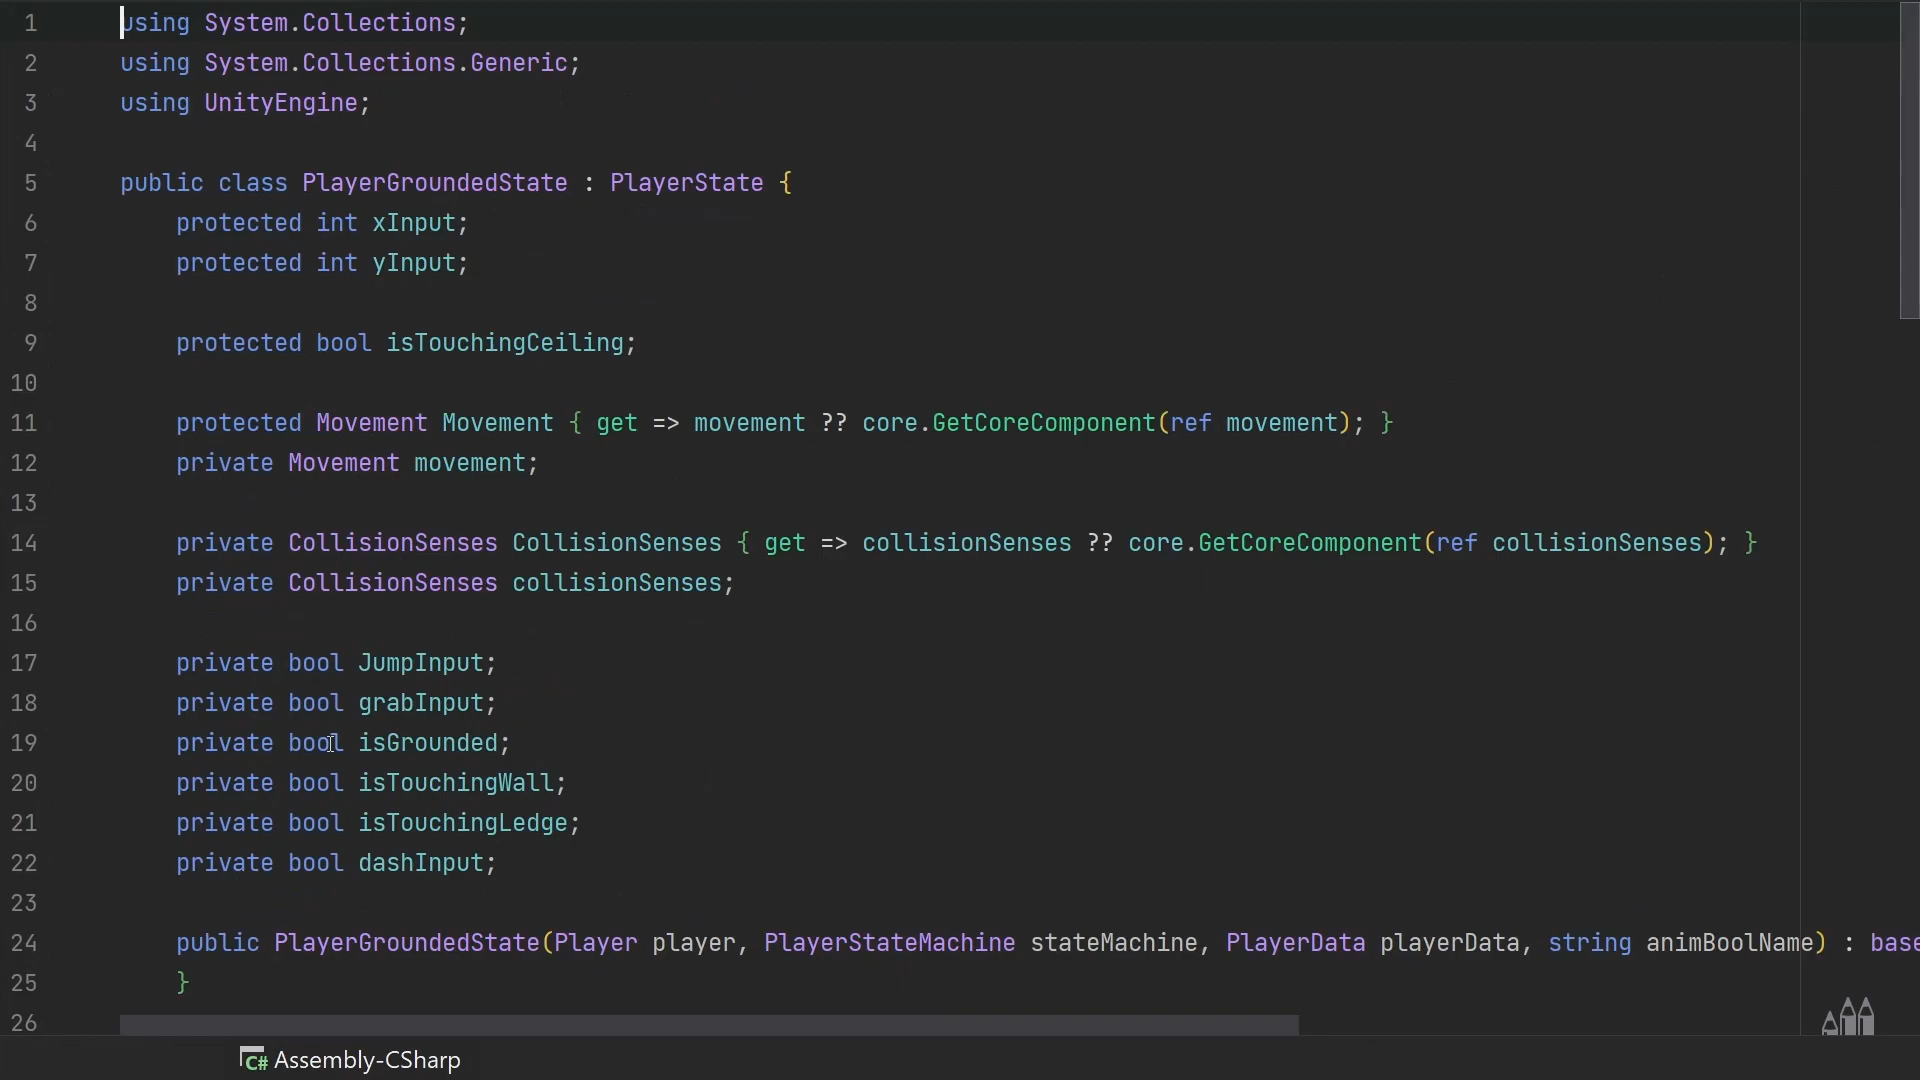 1 using System.Collections;
2 using System.Collections.Generic;
3 using UnityEngine;
4
5 public class PlayerGroundedState : PlayerState {
6 protected int xInput;
7 protected int yInput;
8
9 protected bool isTouchingCeiling;
10
11 protected Movement Movement { get => movement ?? core.GetCoreComponent(ref movement); }
12 private Movement movement;
13
14 private CollisionSenses CollisionSenses { get => collisionSenses ?? core.GetCoreComponent(ref collisionSenses); }
15 private CollisionSenses collisionSenses;
16
17 private bool JumpInput;
18 private bool grabInput;
19 private bool isGrounded;
20 private bool isTouchingWall;
21 private bool isTouchingLedge;
22 private bool dashInput;
23
24 public PlayerGroundedState(Player player, PlayerStateMachine stateMachine, PlayerData playerData, string animBoolName) : base
25 }
26
C# Assembly-CSharp